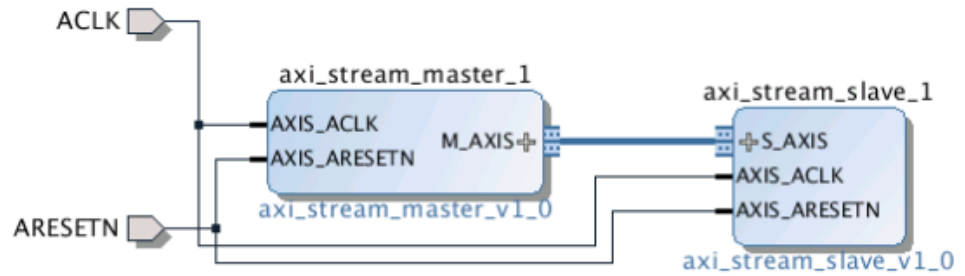 ACLK
axi_stream_master_1
AXIS_ACLK
M_AXIS
AXIS_ARESETN
axi_stream_master_v1_0
axi_stream_slave_1
S_AXIS
AXIS_ACLK
AXIS_ARESETN
axi_stream_slave_v1_0
ARESETN